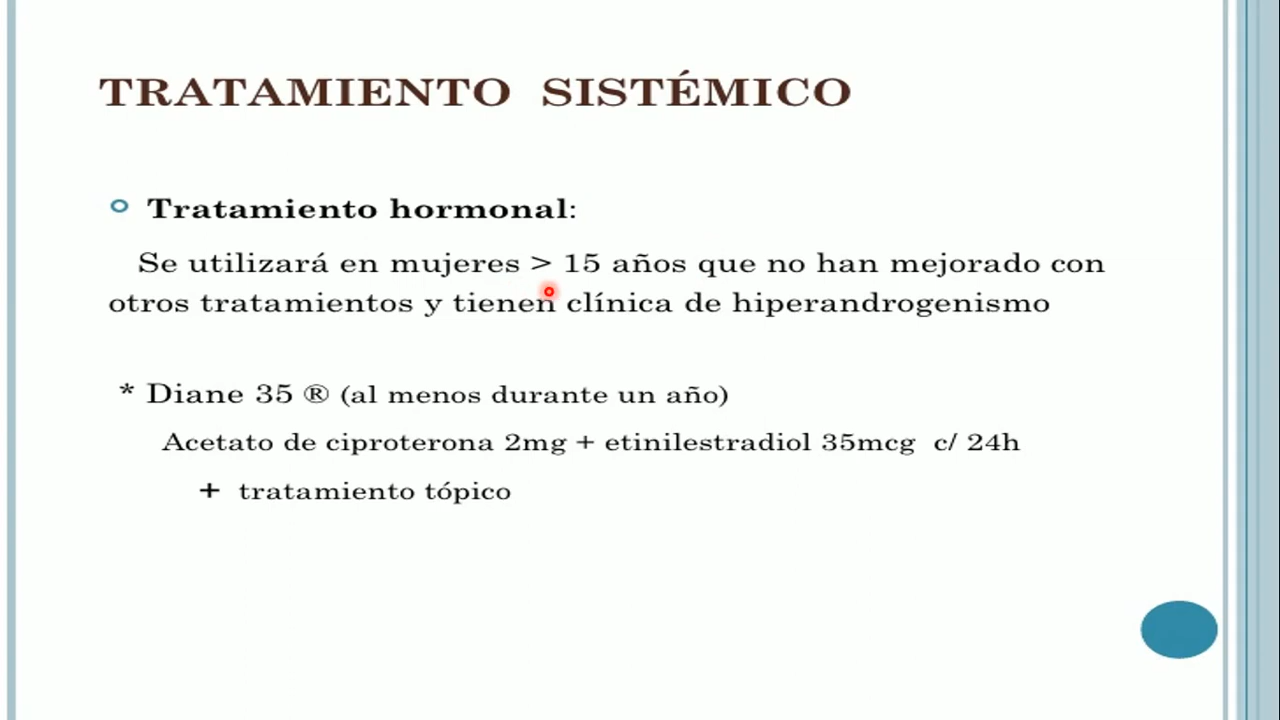 TRATAMIENTO SISTÉMICO
Tratamiento hormonal:
Se utilizará en mujeres > 15 años que no han mejorado con
otros tratamientos y tienen clínica de hiperandrogenismo
* Diane 35 ® (al menos durante un año)
Acetato de ciproterona 2mg + etinilestradiol 35mcg c/ 24h
+ tratamiento tópico